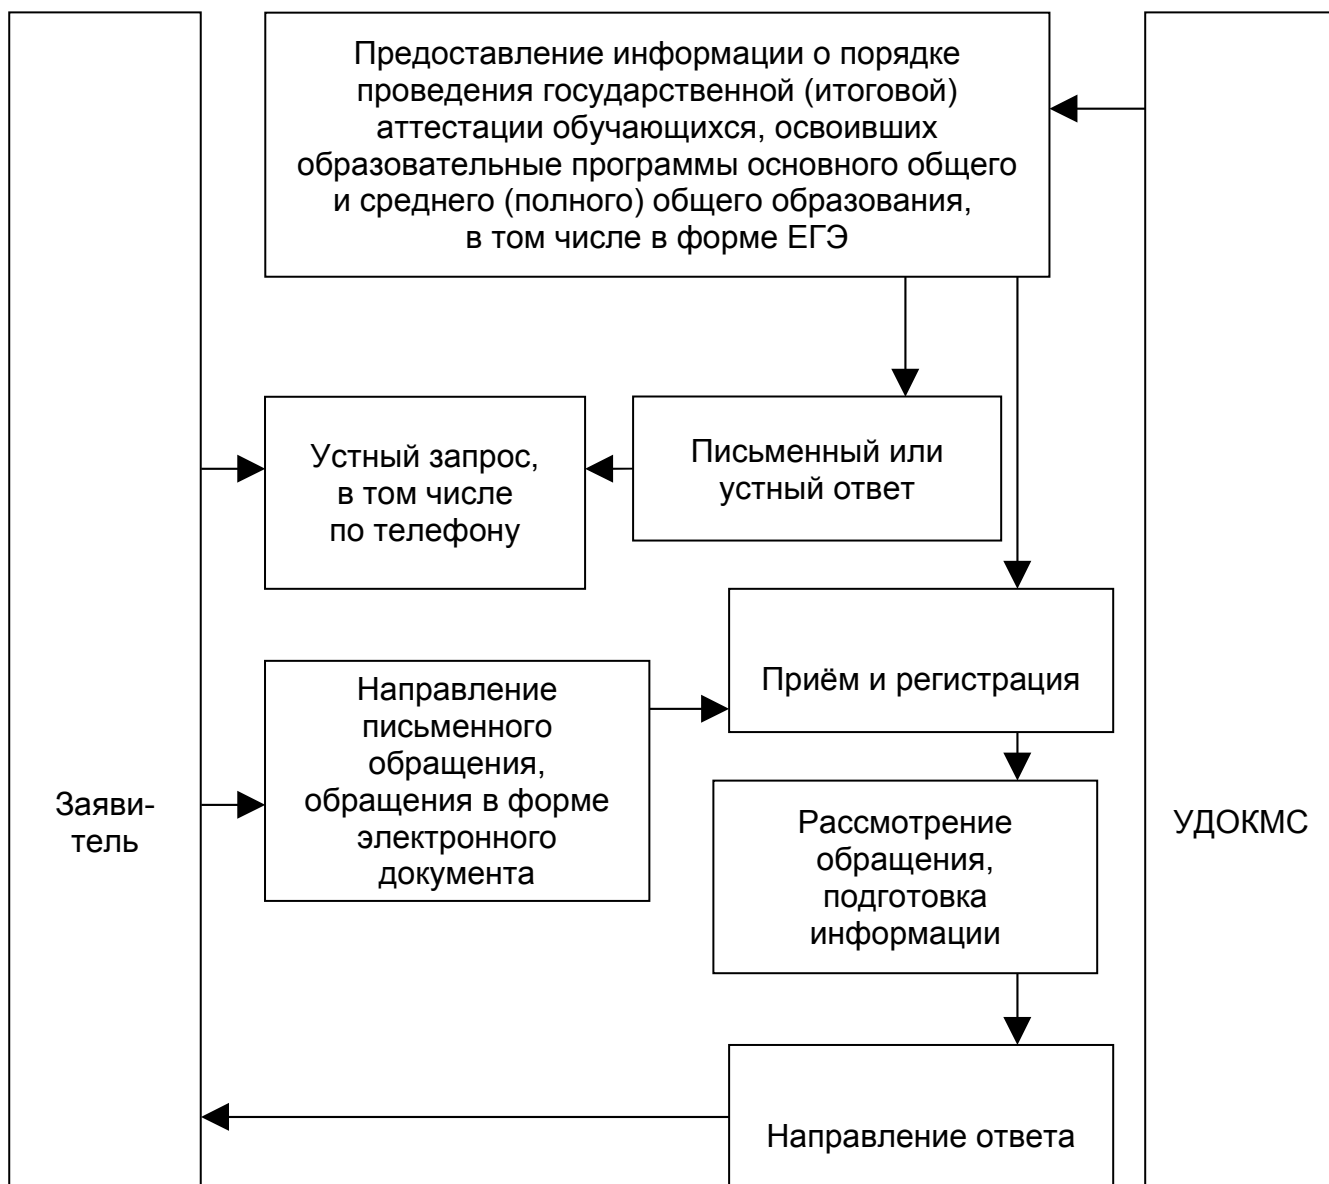 Предоставление информации о порядке
проведения государственной (итоговой)
аттестации обучающихся, освоивших
образовательные программы основного общего
и среднего (полного) общего образования,
в том числе в форме ЕГЭ
Устный запрос,
в том числе
по телефону
Письменный или
устный ответ
Приём и регистрация
Направление
письменного
обращения,
обращения в форме
электронного
документа
Заяви-
тель
Рассмотрение
обращения,
подготовка
информации
УДОКМС
Направление ответа